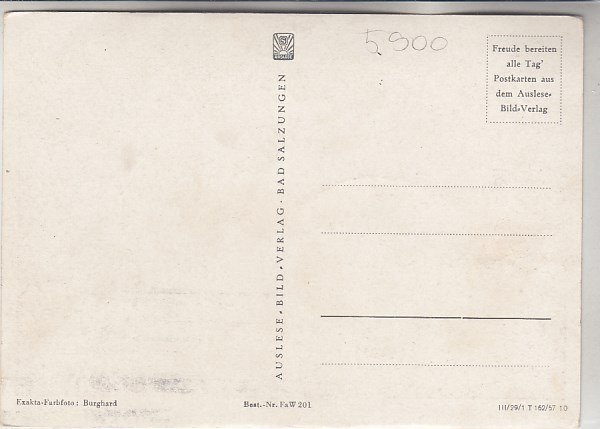 5900
Freude bereiten
alle Tag'
Postkarten aus
dem Auslese-
Bild-Verlag
AUSLESE-BILD-VERLAG · BAD SALZUNGEN
Exakta-Farbfoto: Burghard
Best.-Nr. FaW 201
III/29/1 T 162/57 10